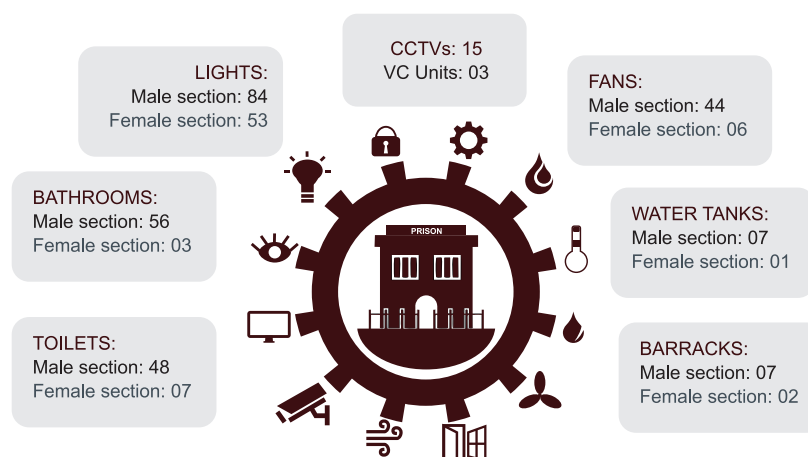 CCTVs: 15
VC Units: 03
LIGHTS:
Male section: 84
Female section: 53
FANS:
Male section: 44
Female section: 06
BATHROOMS:
Male section: 56
Female section: 03
PRISON
WATER TANKS:
Male section: 07
Female section: 01
TOILETS:
Male section: 48
Female section: 07
BARRACKS:
Male section: 07
Female section: 02